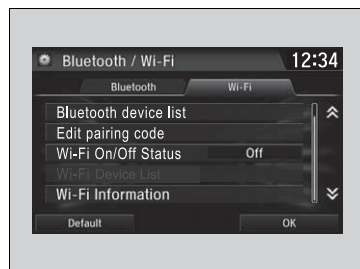 Bluetooth / Wi-Fi 12:34
Bluetooth Wi-Fi
Bluetooth device list
Edit pairing code
Wi-Fi On/Off Status Off
Wi-Fi Device List
Wi-Fi Information
Default OK